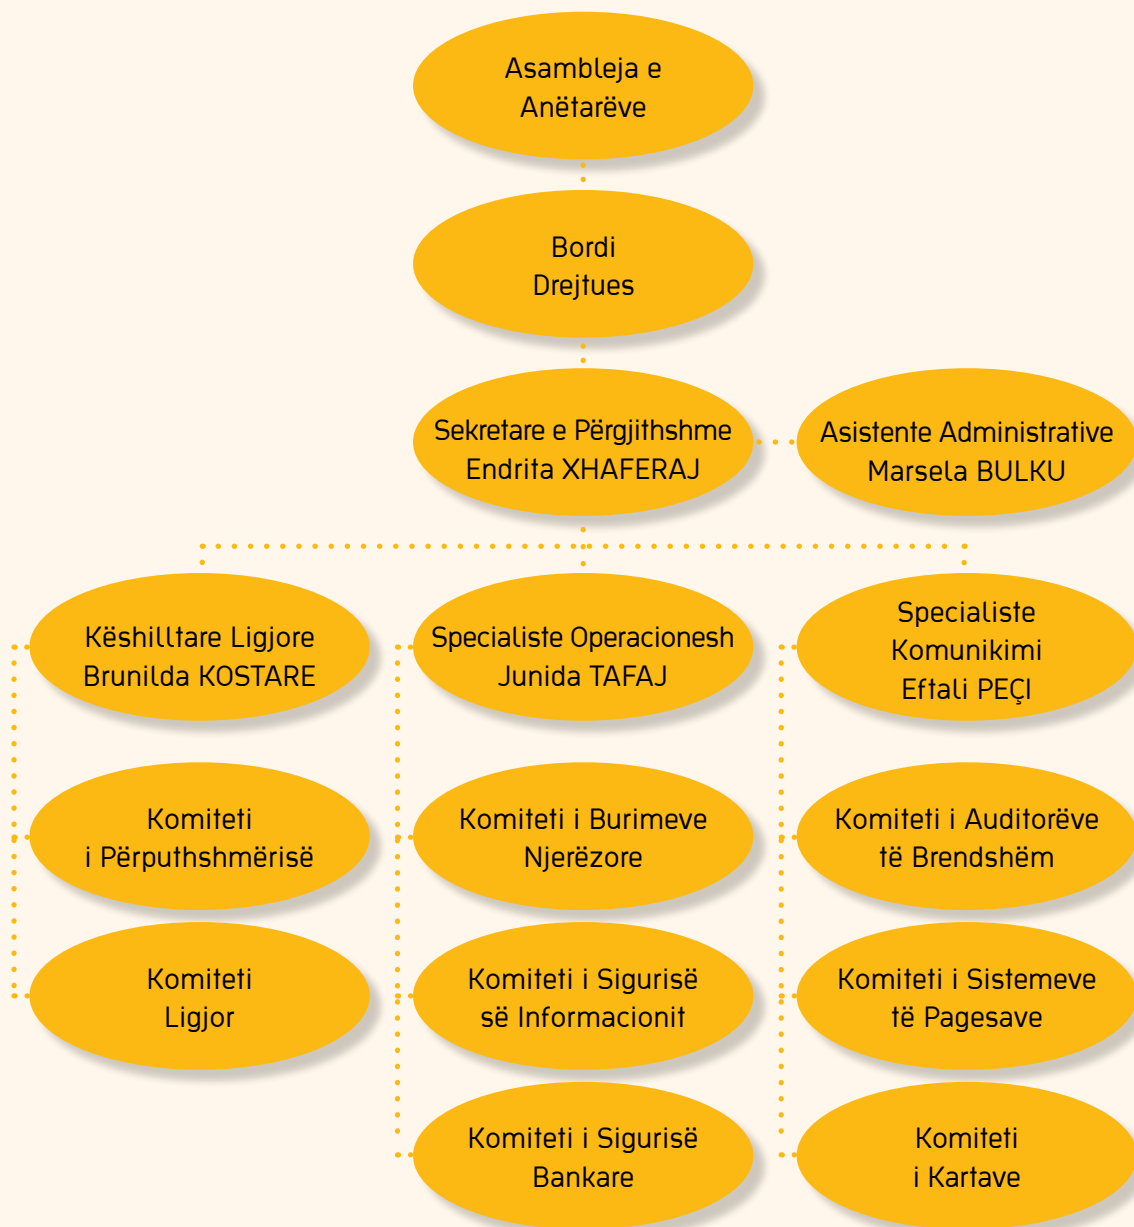 Asambleja e
Anëtarëve
Bordi
Drejtues
Sekretare e Përgjithshme
Endrita XHAFERAJ
Asistente Administrative
Marsela BULKU
Këshilltare Ligjore
Brunilda KOSTARE
Specialiste Operacionesh
Junida TAFAJ
Specialiste
Komunikimi
Eftali PEÇI
Komiteti
i Përputhshmërisë
Komiteti i Burimeve
Njerëzore
Komiteti i Auditorëve
të Brendshëm
Komiteti
Ligjor
Komiteti i Sigurisë
së Informacionit
Komiteti i Sistemeve
të Pagesave
Komiteti i Sigurisë
Bankare
Komiteti
i Kartave